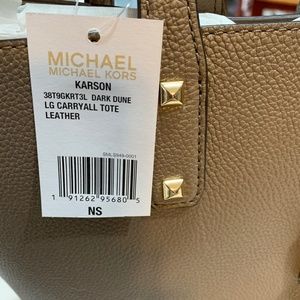 MICHAEL
MICHAEL KORS
KARSON
38T9GKRT3L DARK DUNE
LG CARRYALL TOTE
LEATHER
1 91262 95680 5
NS